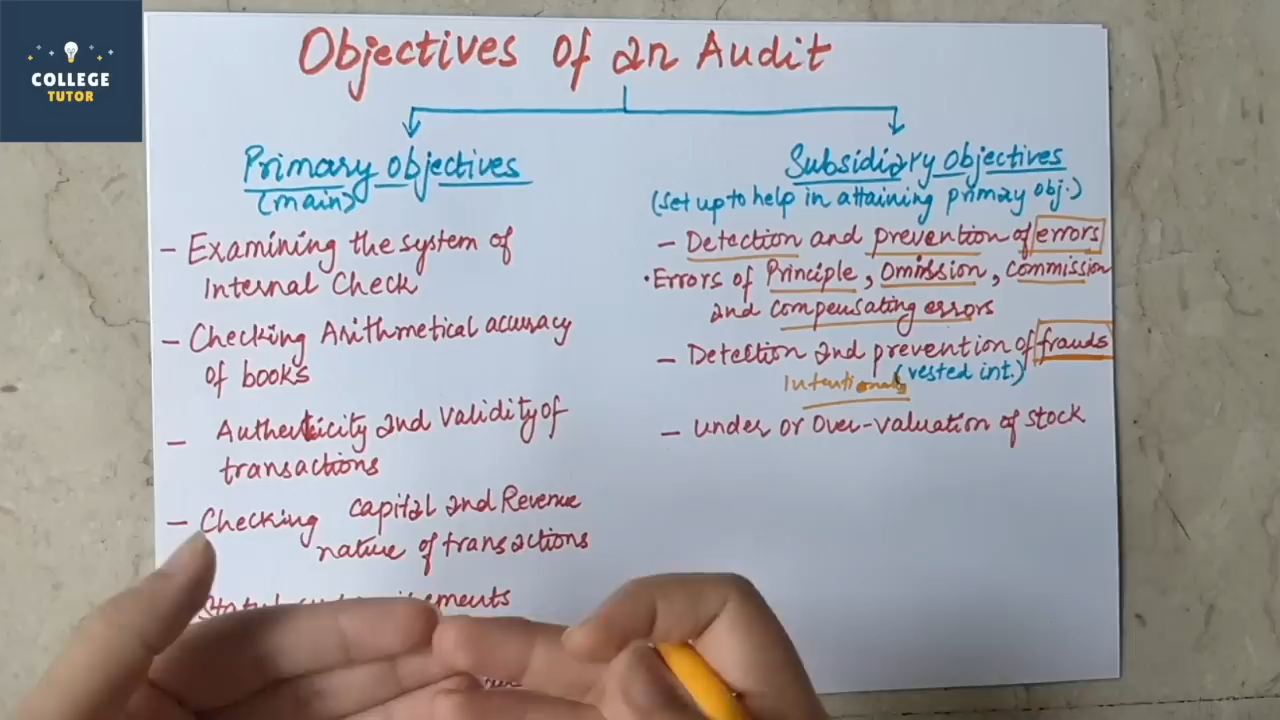 COLLEGE
TUTOR
Objectives Of an Audit
Primary Objectives
(main)
- Examining the system of
Internal Check
- Checking Arithmetical accuracy
of books
- Authenticity and validity of
transactions
- Checking capital and Revenue
nature of transactions
Subsidiary Objectives
(set up to help in attaining primary obj.)
- Detection and prevention of errors
• Errors of Principle, Omission, Commission
and compensating errors
- Detection and prevention of frauds
Intentional (vested int.)
- under or Over-valuation of stock